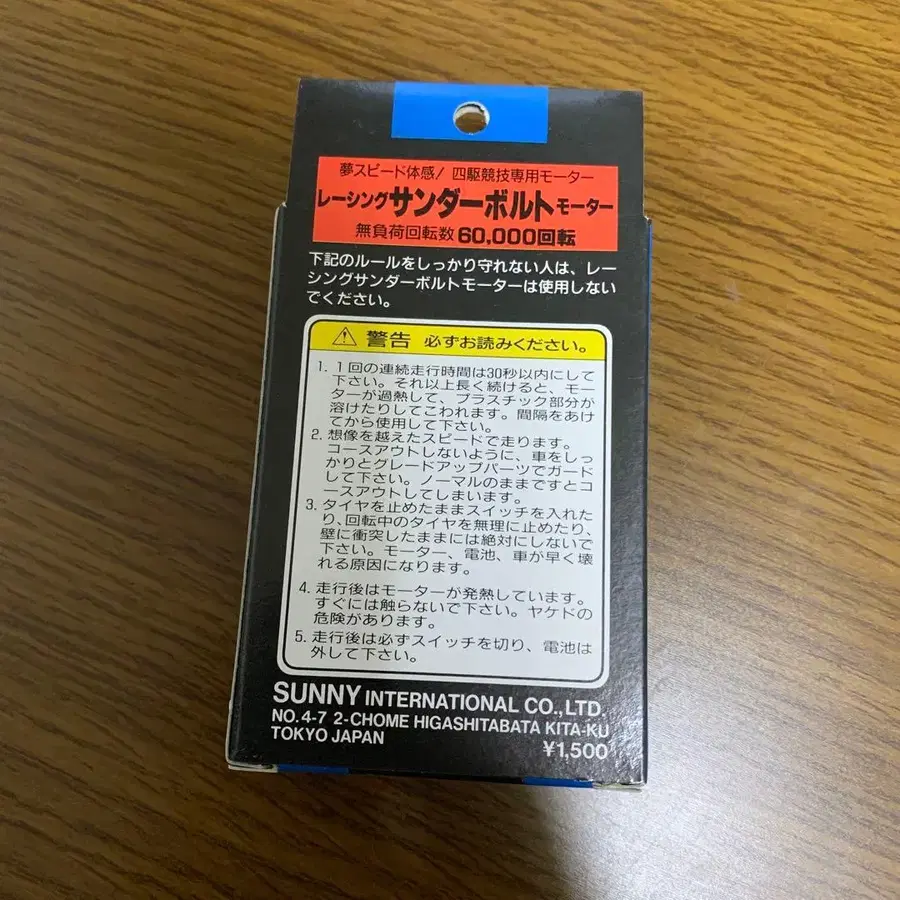 夢スピード体感! 四駆競技専用モーター
レーシングサンダーボルトモーター
無負荷回転数60,000回転
下記のルールをしっかり守れない人は、レー
シングサンダーボルトモーターは使用しない
でください。
警告 必ずお読みください。
1. 1回の連続走行時間は30秒以内にして
下さい。それ以上長く続けると、モー
ターが過熱して、プラスチック部分が
溶けたりしてこわれます。間隔をあけ
てから使用して下さい。
2. 想像を越えたスピードで走ります。
コースアウトしないように、車をしっ
かりとグレードアップパーツでガード
して下さい。ノーマルのままですとコ
ースアウトしてしまいます。
3. タイヤを止めたままスイッチを入れた
り、回転中のタイヤを無理に止めたり、
壁に衝突したままには絶対にしないで
下さい。モーター、電池、車が早く壊
れる原因になります。
4. 走行後はモーターが発熱しています。
すぐには触らないで下さい。ヤケドの
危険があります。
5. 走行後は必ずスイッチを切り、電池は
外して下さい。
SUNNY INTERNATIONAL CO.,LTD.
NO.4-7 2-CHOME HIGASHITABATA KITA-KU
TOKYO JAPAN
¥1,500